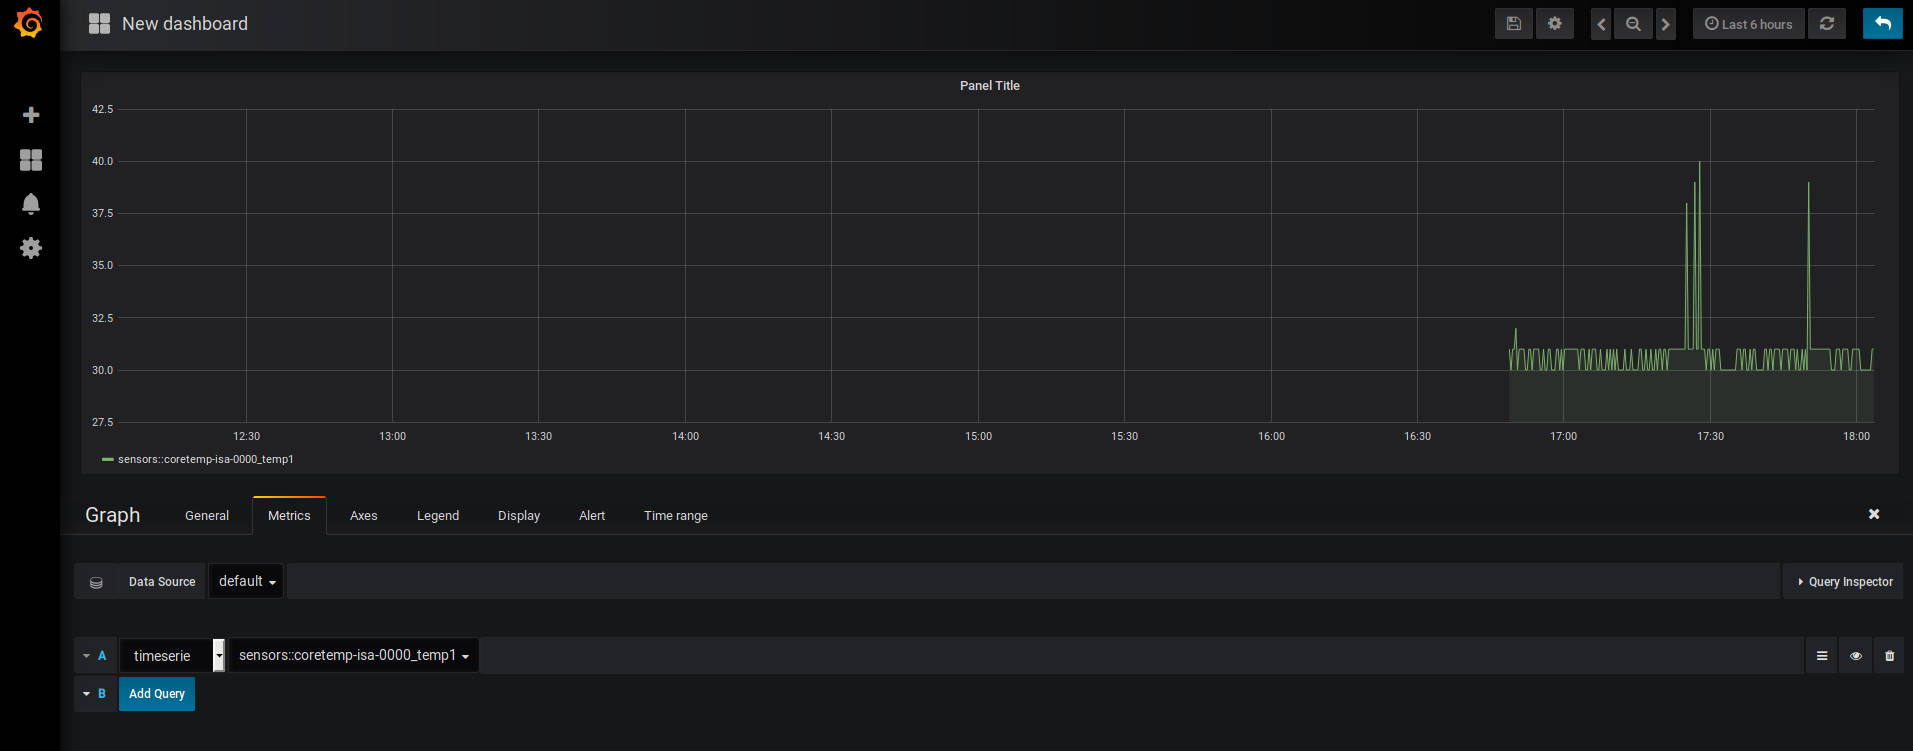 New dashboard
Last 6 hours
Panel Title
42.5
40.0
37.5
35.0
32.5
30.0
27.5
12:30 13:00 13:30 14:00 14:30 15:00 15:30 16:00 16:30 17:00 17:30 18:00
sensors::coretemp-isa-0000_temp1
Graph General Metrics Axes Legend Display Alert Time range
Data Source default Query Inspector
A timeserie sensors::coretemp-isa-0000_temp1
B Add Query